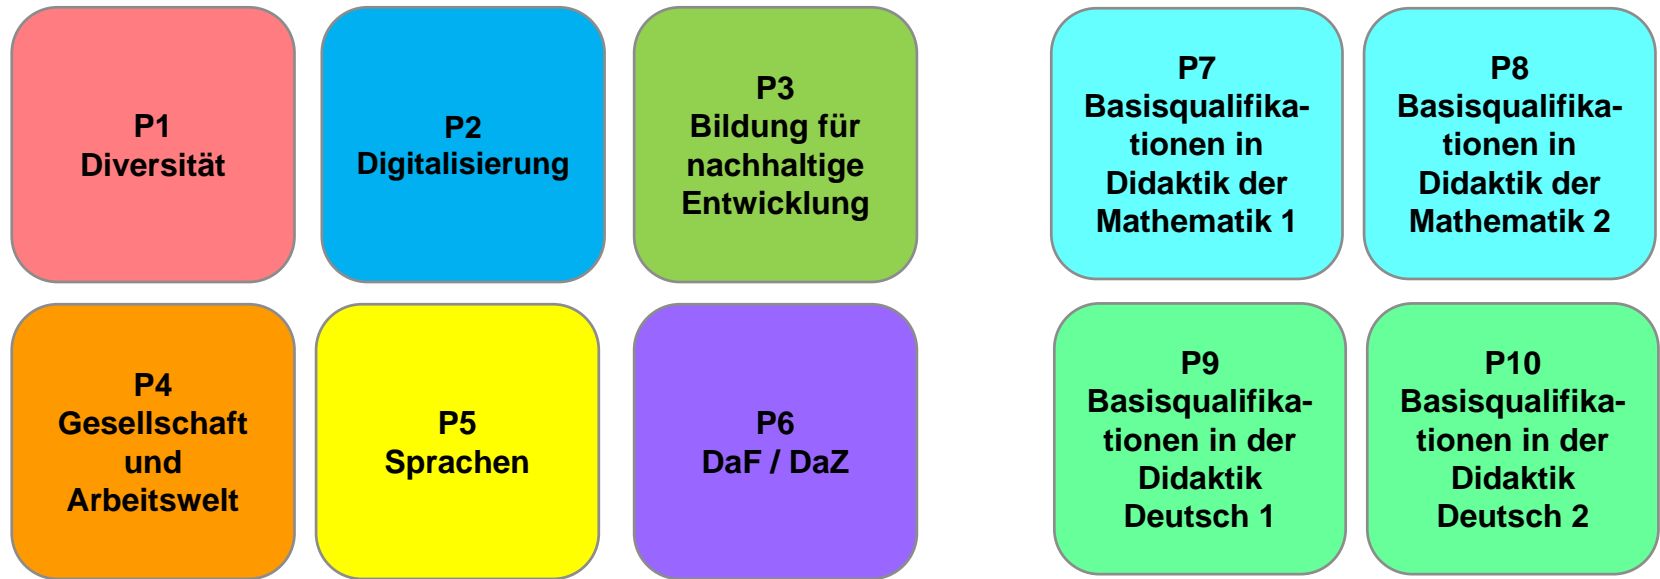 P1
Diversität
P2
Digitalisierung
P3
Bildung für
nachhaltige
Entwicklung
P7
Basisqualifika-
tionen in
Didaktik der
Mathematik 1
P8
Basisqualifika-
tionen in
Didaktik der
Mathematik 2
P4
Gesellschaft
und
Arbeitswelt
P5
Sprachen
P6
DaF / DaZ
P9
Basisqualifika-
tionen in der
Didaktik
Deutsch 1
P10
Basisqualifika-
tionen in der
Didaktik
Deutsch 2